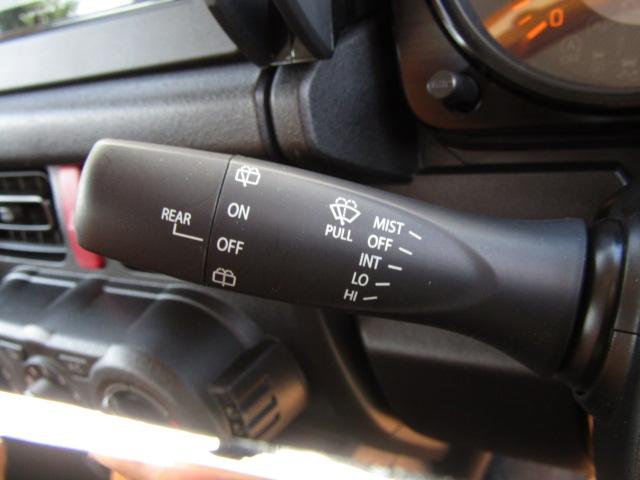 REAR
ON
OFF
PULL
MIST
OFF
INT
LO
HI
0